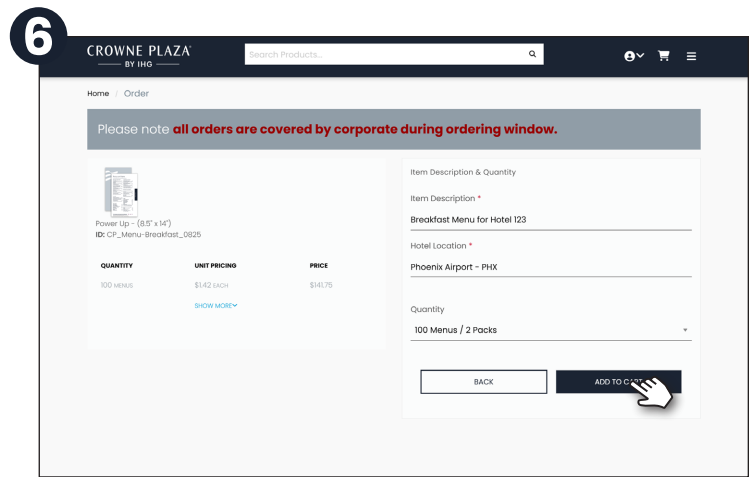 6
CROWNE PLAZA®
BY IHG
Search Products...
Home / Order
Please note all orders are covered by corporate during ordering window.
Power Up - (8.5" x 14")
ID: CP_Menu-Breakfast_0825
QUANTITY UNIT PRICING PRICE
100 MENUS $1.42 EACH $141.75
SHOW MORE
Item Description & Quantity
Item Description *
Breakfast Menu for Hotel 123
Hotel Location *
Phoenix Airport - PHX
Quantity
100 Menus / 2 Packs
BACK ADD TO CART